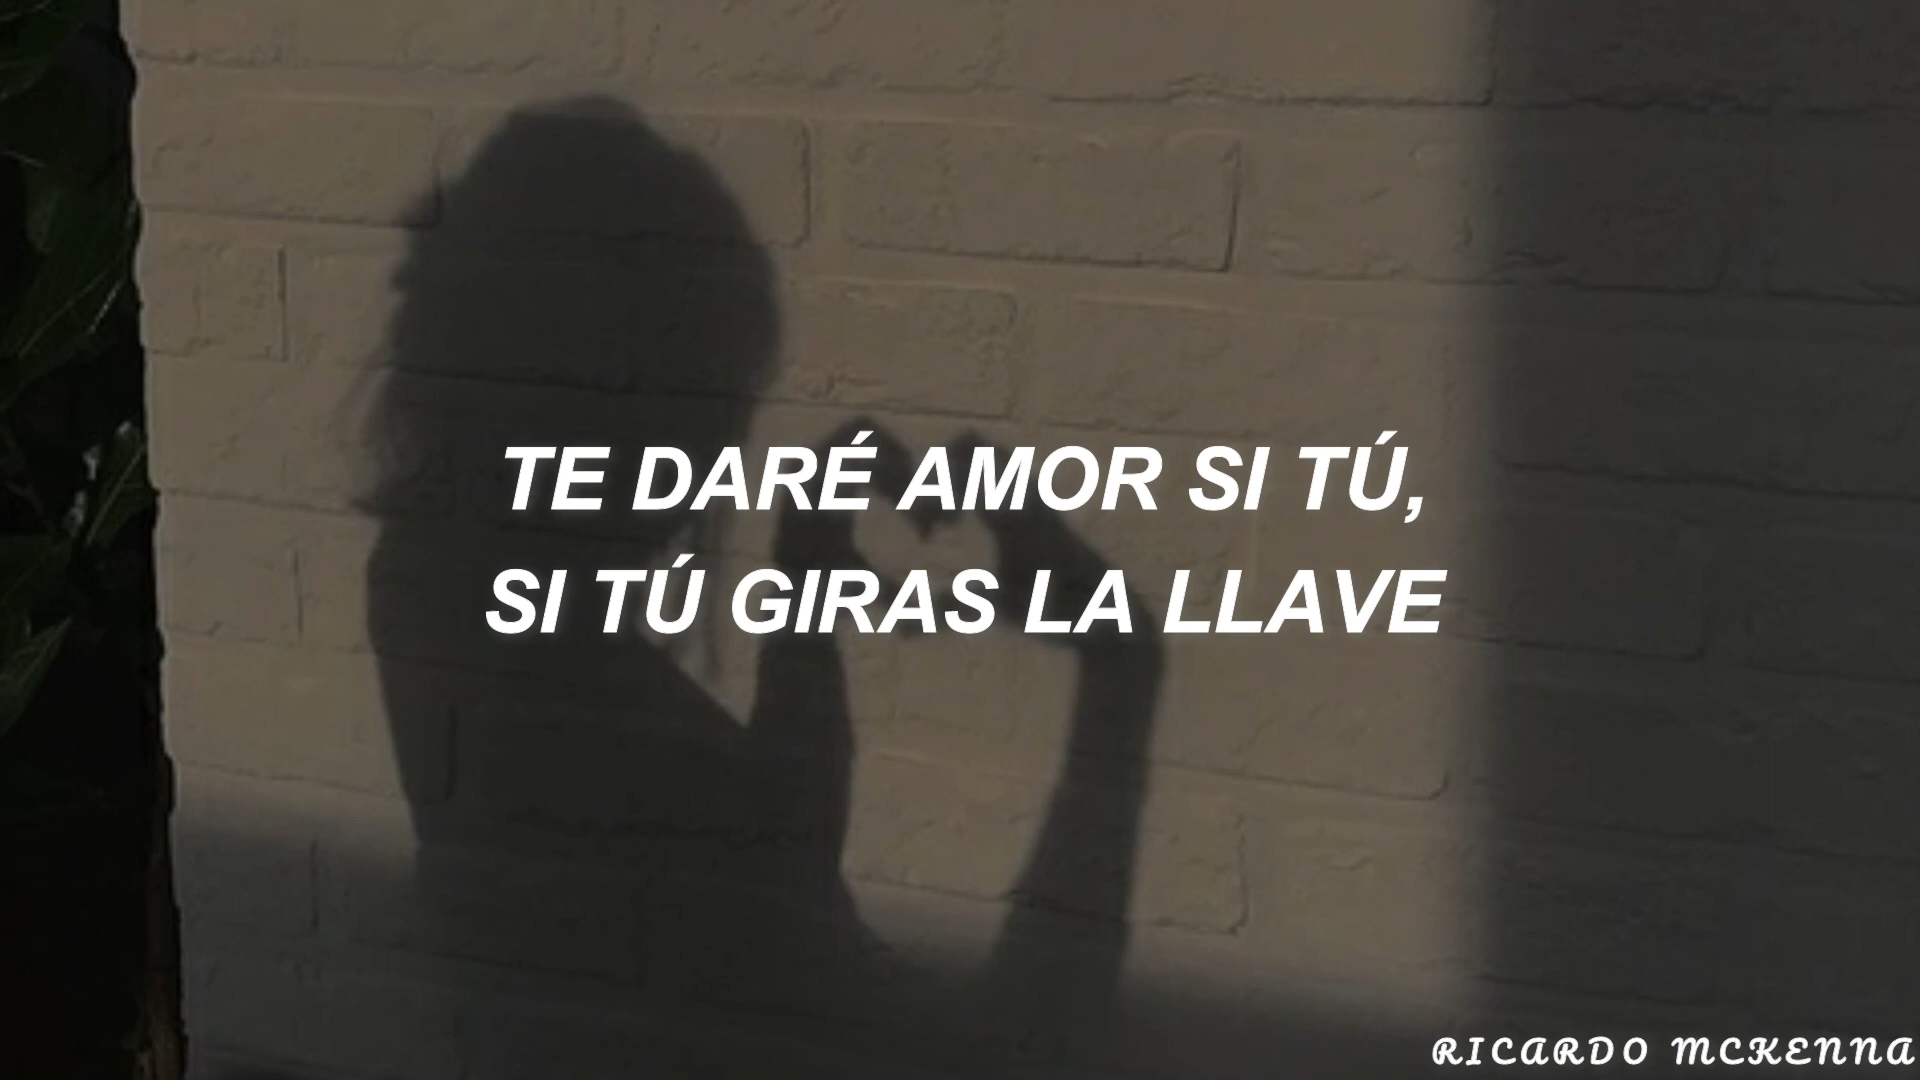 TE DARÉ AMOR SI TÚ,
SI TÚ GIRAS LA LLAVE
RICARDO MCKENNA